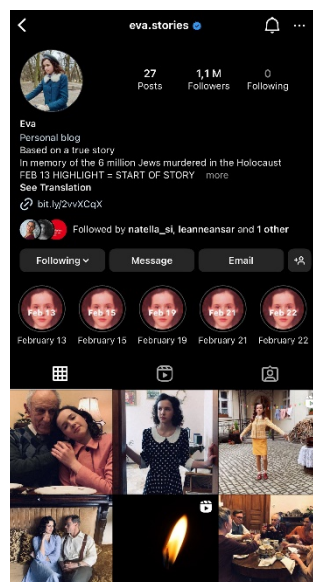 eva.stories
27
1,1 M
0
Posts
Followers
Following
Eva
Personal blog
Based on a true story
In memory of the 6 million Jews murdered in the Holocaust
FEB 13 HIGHLIGHT = START OF STORY more
See Translation
bit.ly/2vvXCqX
Followed by natella_si, leanneansar and 1 other
Following
Message
Email
Feb 13
Feb 15
Feb 19
Feb 21
Feb 22
February 13
February 15
February 19
February 21
February 22